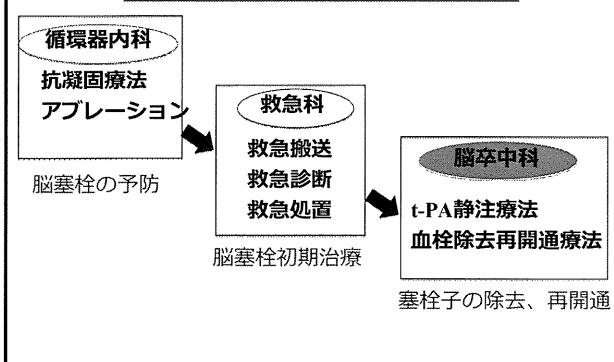 循環器内科
抗凝固療法
アブレーション
脳塞栓の予防
救急科
救急搬送
救急診断
救急処置
脳塞栓初期治療
脳卒中科
t-PA静注療法
血栓除去再開通療法
塞栓子の除去、再開通